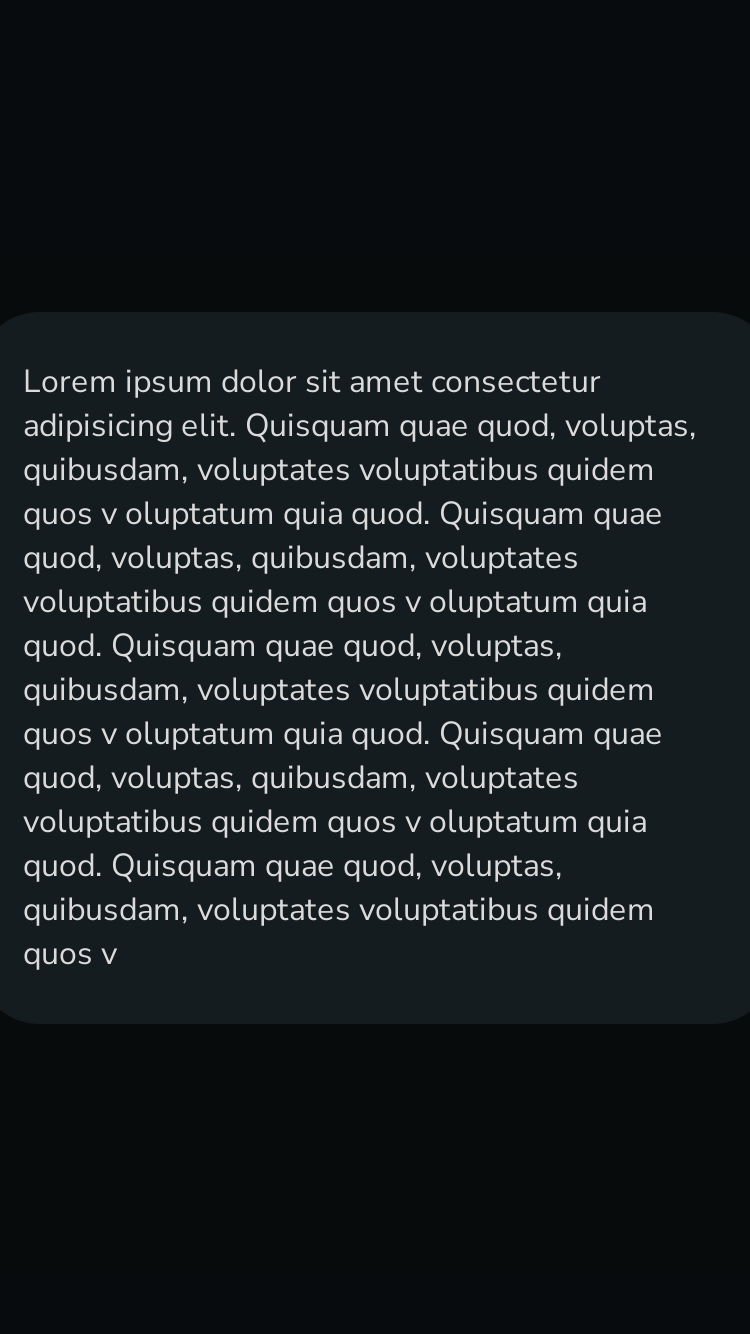 Lorem ipsum dolor sit amet consectetur
adipisicing elit. Quisquam quae quod, voluptas,
quibusdam, voluptates voluptatibus quidem
quos v oluptatum quia quod. Quisquam quae
quod, voluptas, quibusdam, voluptates
voluptatibus quidem quos v oluptatum quia
quod. Quisquam quae quod, voluptas,
quibusdam, voluptates voluptatibus quidem
quos v oluptatum quia quod. Quisquam quae
quod, voluptas, quibusdam, voluptates
voluptatibus quidem quos v oluptatum quia
quod. Quisquam quae quod, voluptas,
quibusdam, voluptates voluptatibus quidem
quos v